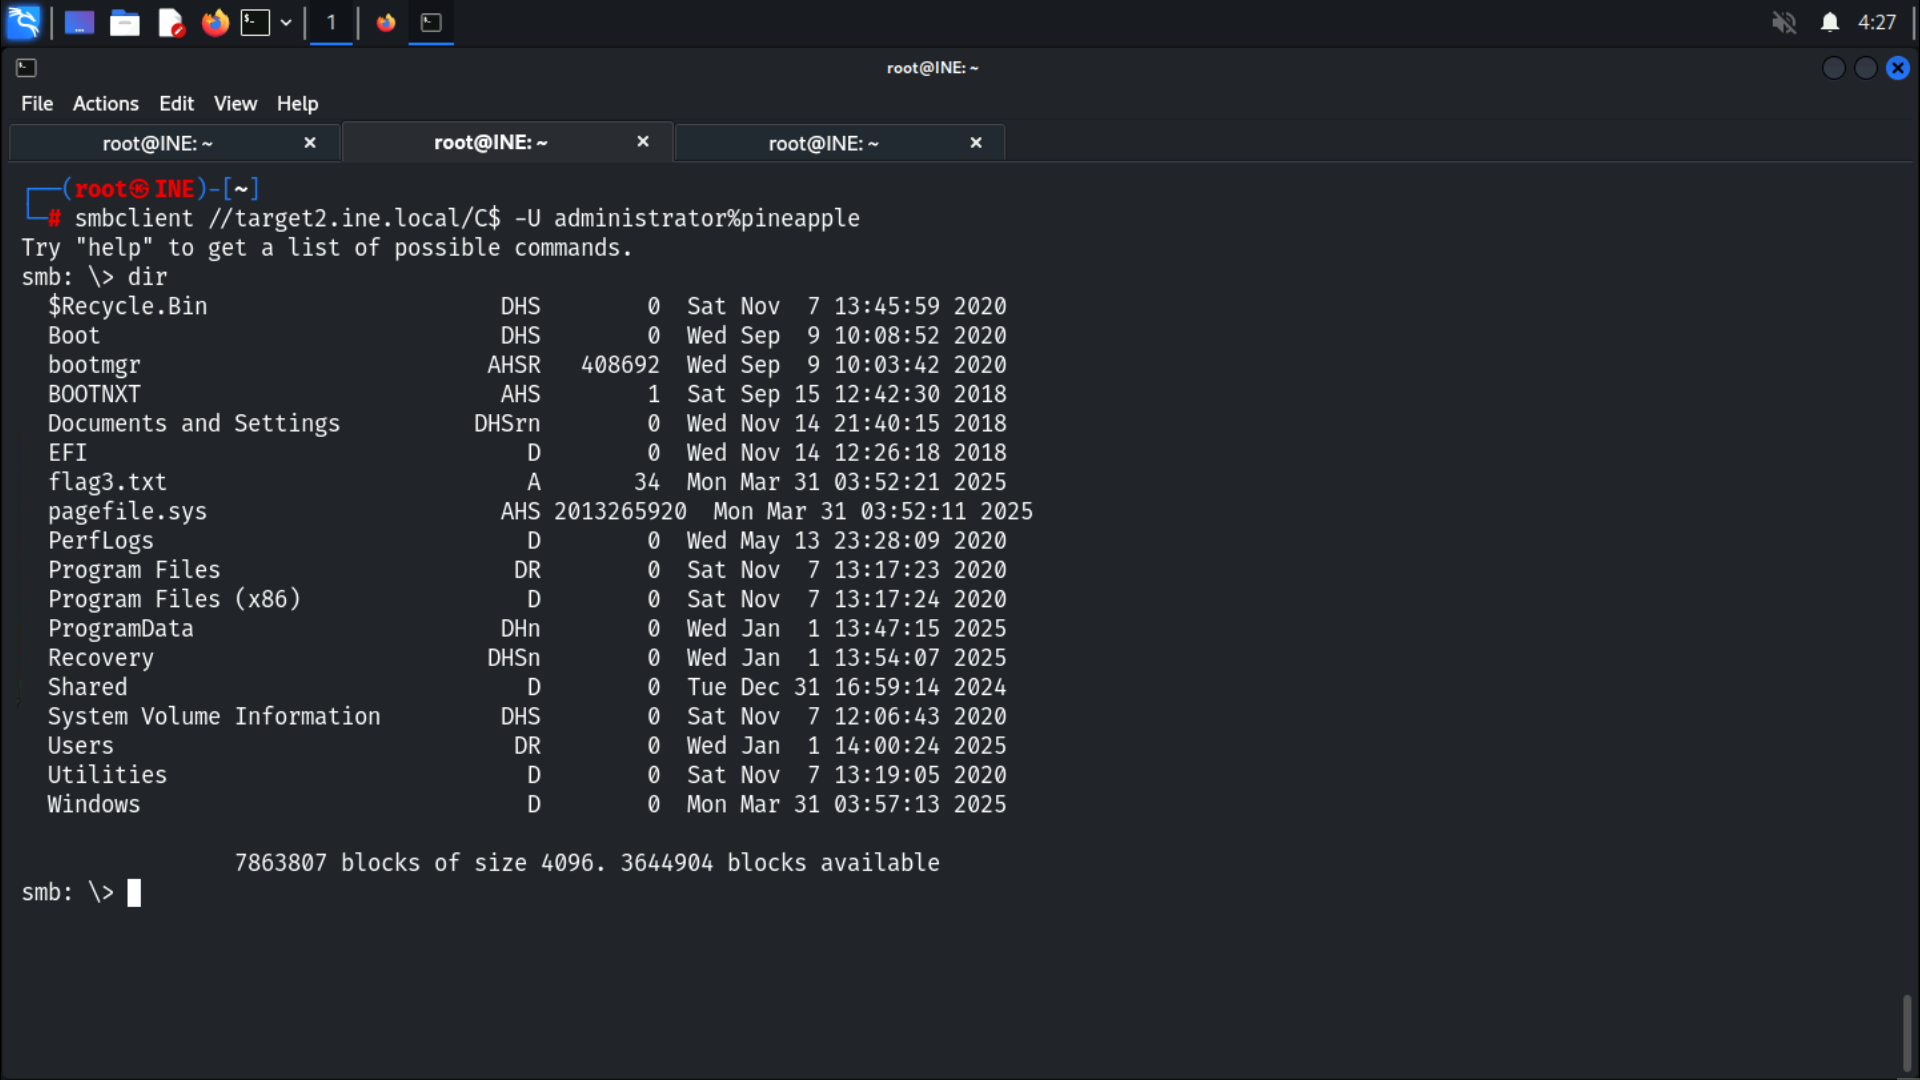 1 4:27
root@INE: ~
File Actions Edit View Help
root@INE: ~ × root@INE: ~ × root@INE: ~ ×
┌──(root㉿INE)-[~]
└─# smbclient //target2.ine.local/C$ -U administrator%pineapple
Try "help" to get a list of possible commands.
smb: \> dir
  $Recycle.Bin                      DHS        0  Sat Nov  7 13:45:59 2020
  Boot                              DHS        0  Wed Sep  9 10:08:52 2020
  bootmgr                          AHSR   408692  Wed Sep  9 10:03:42 2020
  BOOTNXT                           AHS        1  Sat Sep 15 12:42:30 2018
  Documents and Settings          DHSrn        0  Wed Nov 14 21:40:15 2018
  EFI                                 D        0  Wed Nov 14 12:26:18 2018
  flag3.txt                           A       34  Mon Mar 31 03:52:21 2025
  pagefile.sys                      AHS 2013265920  Mon Mar 31 03:52:11 2025
  PerfLogs                            D        0  Wed May 13 23:28:09 2020
  Program Files                      DR        0  Sat Nov  7 13:17:23 2020
  Program Files (x86)                 D        0  Sat Nov  7 13:17:24 2020
  ProgramData                       DHn        0  Wed Jan  1 13:47:15 2025
  Recovery                         DHSn        0  Wed Jan  1 13:54:07 2025
  Shared                              D        0  Tue Dec 31 16:59:14 2024
  System Volume Information         DHS        0  Sat Nov  7 12:06:43 2020
  Users                              DR        0  Wed Jan  1 14:00:24 2025
  Utilities                           D        0  Sat Nov  7 13:19:05 2020
  Windows                             D        0  Mon Mar 31 03:57:13 2025
7863807 blocks of size 4096. 3644904 blocks available
smb: \>